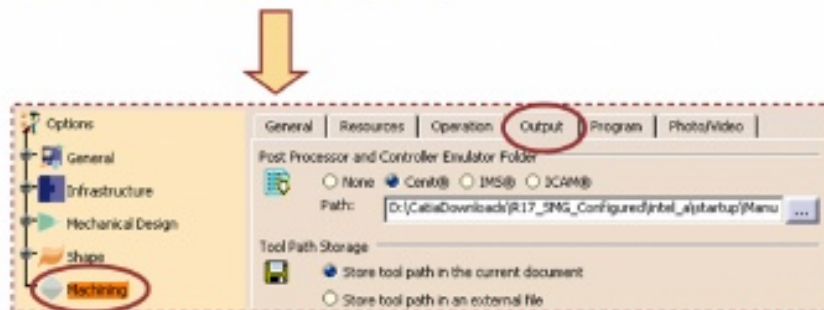 Options
General
Infrastructure
Mechanical Design
Shape
Machining
General Resources Operation Output Program Photo/Video
Post Processor and Controller Emulator Folder
None Cenit® IMS® ICAM®
Path: D:\CatiaDownloads\R17_SMG_Configured\intel_a\startup\Manu ...
Tool Path Storage
Store tool path in the current document
Store tool path in an external file